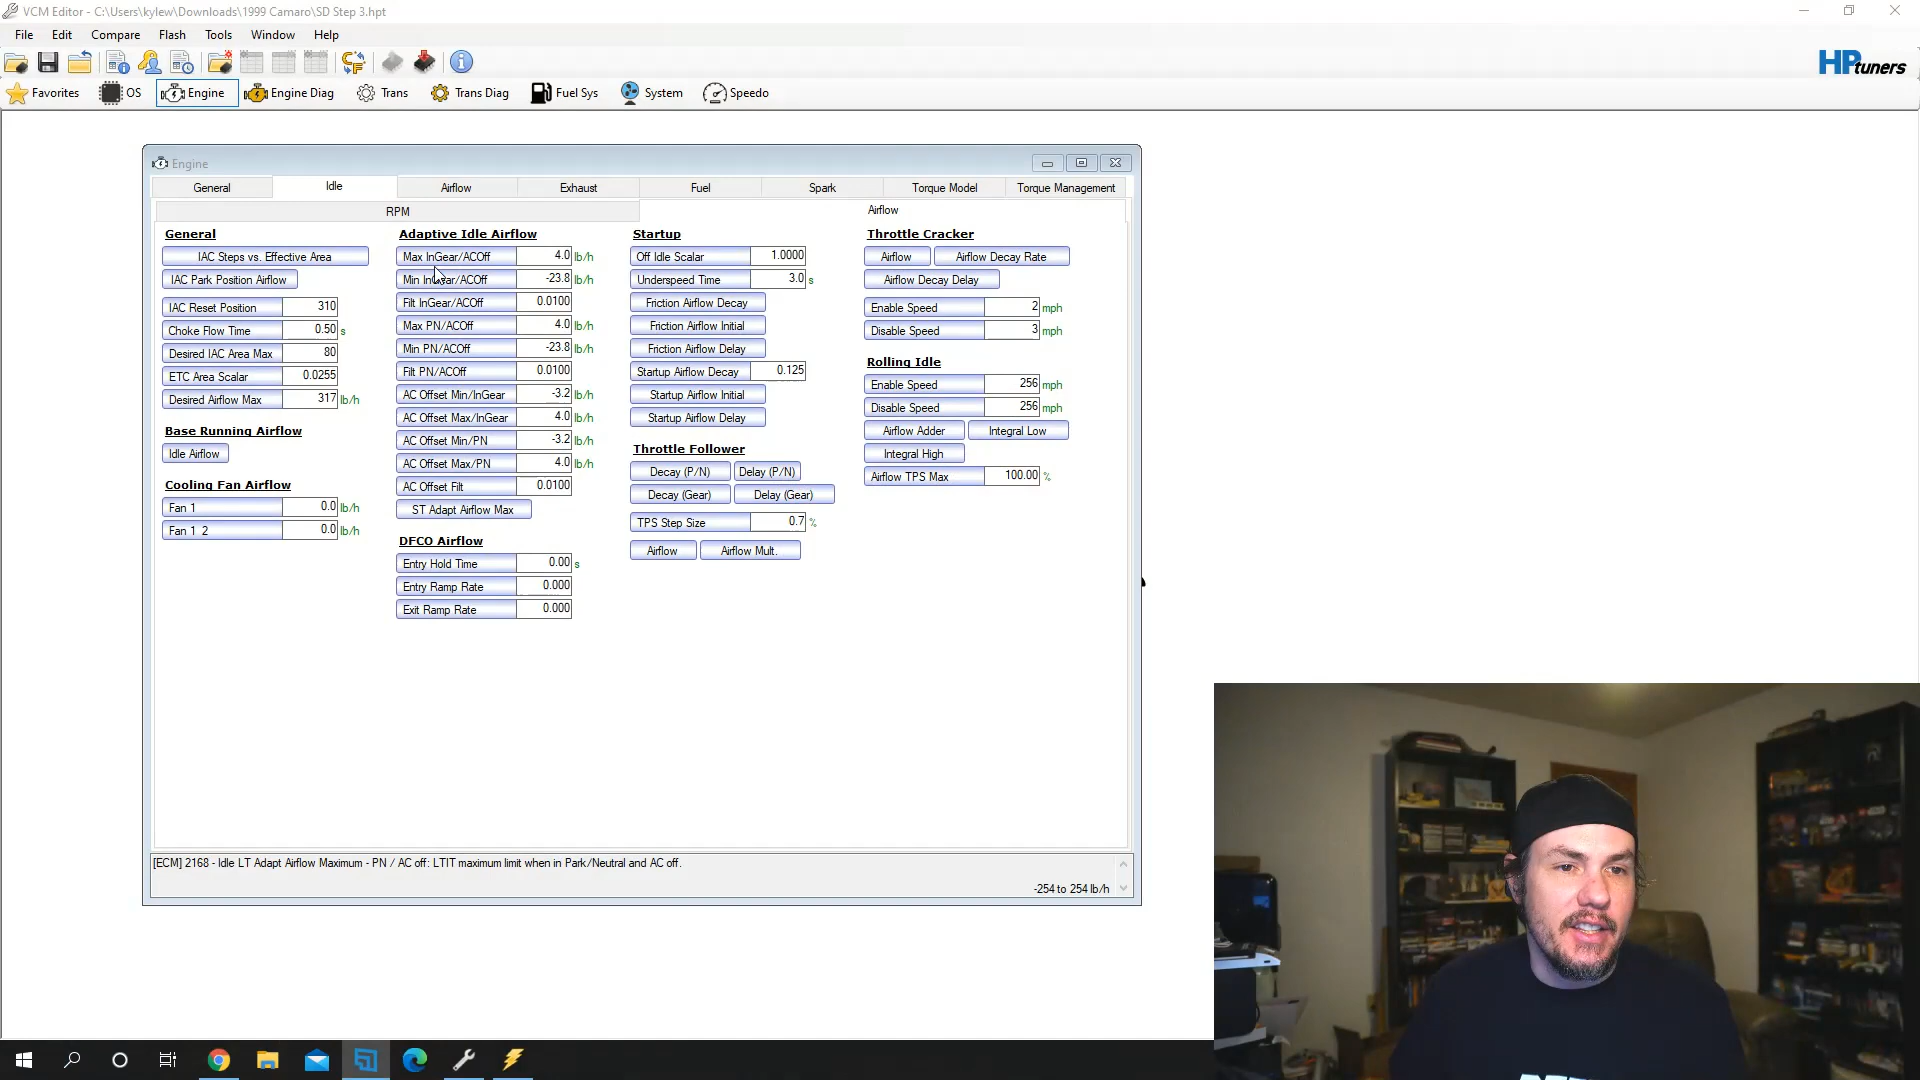 VCM Editor - C:\Users\kylew\Downloads\1999 Camaro\SD Step 3.hpt
File Edit Compare Flash Tools Window Help
HPtuners
Favorites OS Engine Engine Diag Trans Trans Diag Fuel Sys System Speedo
Engine
General Idle Airflow Exhaust Fuel Spark Torque Model Torque Management
RPM Airflow
General
IAC Steps vs. Effective Area
IAC Park Position Airflow
IAC Reset Position 310
Choke Flow Time 0.50 s
Desired IAC Area Max 80
ETC Area Scalar 0.0255
Desired Airflow Max 317 lb/h
Base Running Airflow
Idle Airflow
Cooling Fan Airflow
Fan 1 0.0 lb/h
Fan 1 2 0.0 lb/h
Adaptive Idle Airflow
Max InGear/ACOff 4.0 lb/h
Min InGear/ACOff -23.8 lb/h
Filt InGear/ACOff 0.0100
Max PN/ACOff 4.0 lb/h
Min PN/ACOff -23.8 lb/h
Filt PN/ACOff 0.0100
AC Offset Min/InGear -3.2 lb/h
AC Offset Max/InGear 4.0 lb/h
AC Offset Min/PN -3.2 lb/h
AC Offset Max/PN 4.0 lb/h
AC Offset Filt 0.0100
ST Adapt Airflow Max
DFCO Airflow
Entry Hold Time 0.00 s
Entry Ramp Rate 0.000
Exit Ramp Rate 0.000
Startup
Off Idle Scalar 1.0000
Underspeed Time 3.0 s
Friction Airflow Decay
Friction Airflow Initial
Friction Airflow Delay
Startup Airflow Decay 0.125
Startup Airflow Initial
Startup Airflow Delay
Throttle Follower
Decay (P/N) Delay (P/N)
Decay (Gear) Delay (Gear)
TPS Step Size 0.7 %
Airflow Airflow Mult.
Throttle Cracker
Airflow Airflow Decay Rate
Airflow Decay Delay
Enable Speed 2 mph
Disable Speed 3 mph
Rolling Idle
Enable Speed 256 mph
Disable Speed 256 mph
Airflow Adder Integral Low
Integral High
Airflow TPS Max 100.00 %
[ECM] 2168 - Idle LT Adapt Airflow Maximum - PN / AC off: LTIT maximum limit when in Park/Neutral and AC off.
-254 to 254 lb/h